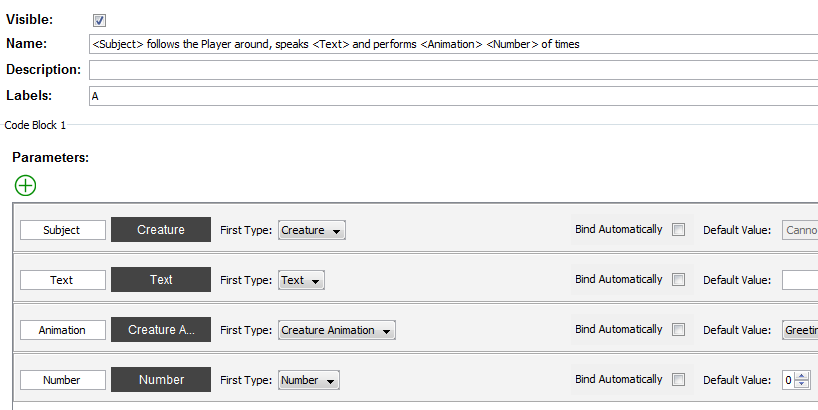 Visible:
Name: <Subject> follows the Player around, speaks <Text> and performs <Animation> <Number> of times
Description:
Labels: A
Code Block 1
Parameters:
Subject Creature First Type: Creature Bind Automatically Default Value: Canno
Text Text First Type: Text Bind Automatically Default Value:
Animation Creature A... First Type: Creature Animation Bind Automatically Default Value: Greetin
Number Number First Type: Number Bind Automatically Default Value: 0